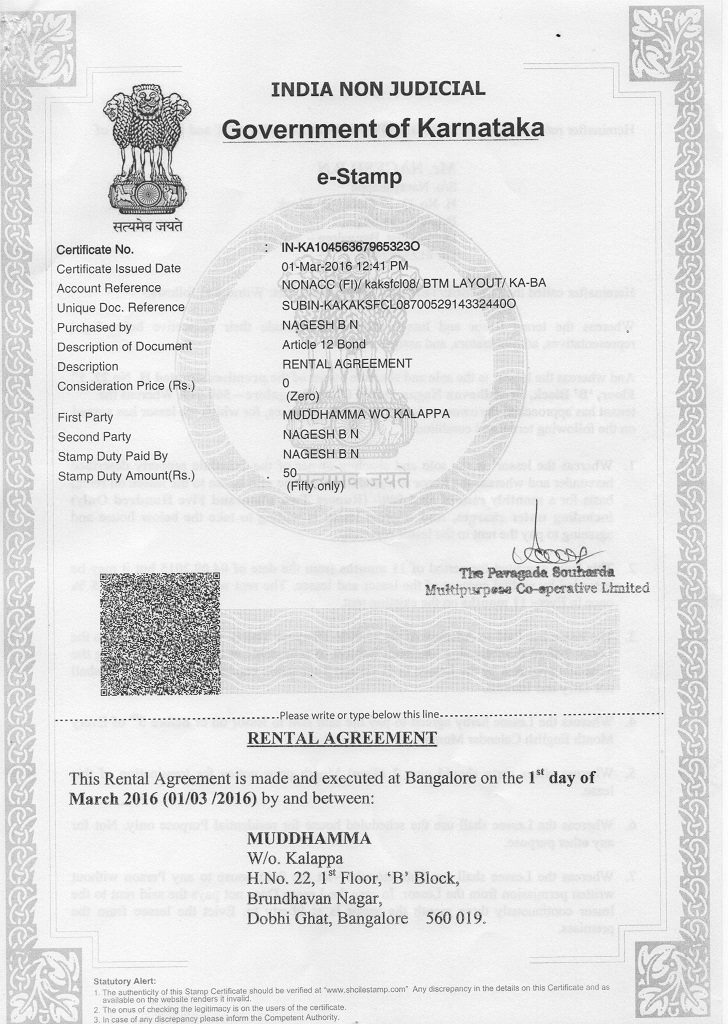 INDIA NON JUDICIAL
Government of Karnataka
e-Stamp
सत्यमेव जयते
Certificate No. : IN-KA10456367965323O
Certificate Issued Date : 01-Mar-2016 12:41 PM
Account Reference : NONACC (FI)/ kaksfcl08/ BTM LAYOUT/ KA-BA
Unique Doc. Reference : SUBIN-KAKAKSFCL0870052914332440O
Purchased by : NAGESH B N
Description of Document : Article 12 Bond
Description : RENTAL AGREEMENT
Consideration Price (Rs.) : 0
(Zero)
First Party : MUDDHAMMA WO KALAPPA
Second Party : NAGESH B N
Stamp Duty Paid By : NAGESH B N
Stamp Duty Amount(Rs.) : 50
(Fifty only)
सत्यमेव जयते
The Pavagada Souharda
Multipurpose Co-operative Limited
Please write or type below this line
RENTAL AGREEMENT
This Rental Agreement is made and executed at Bangalore on the 1st day of
March 2016 (01/03 /2016) by and between:
MUDDHAMMA
W/o. Kalappa
H.No. 22, 1st Floor, ‘B’ Block,
Brundhavan Nagar,
Dobhi Ghat, Bangalore 560 019.
Statutory Alert:
1. The authenticity of this Stamp Certificate should be verified at "www.shcilestamp.com" Any discrepancy in the details on this Certificate and as
available on the website renders it invalid.
2. The onus of checking the legitimacy is on the users of the certificate.
3. In case of any discrepancy please inform the Competent Authority.